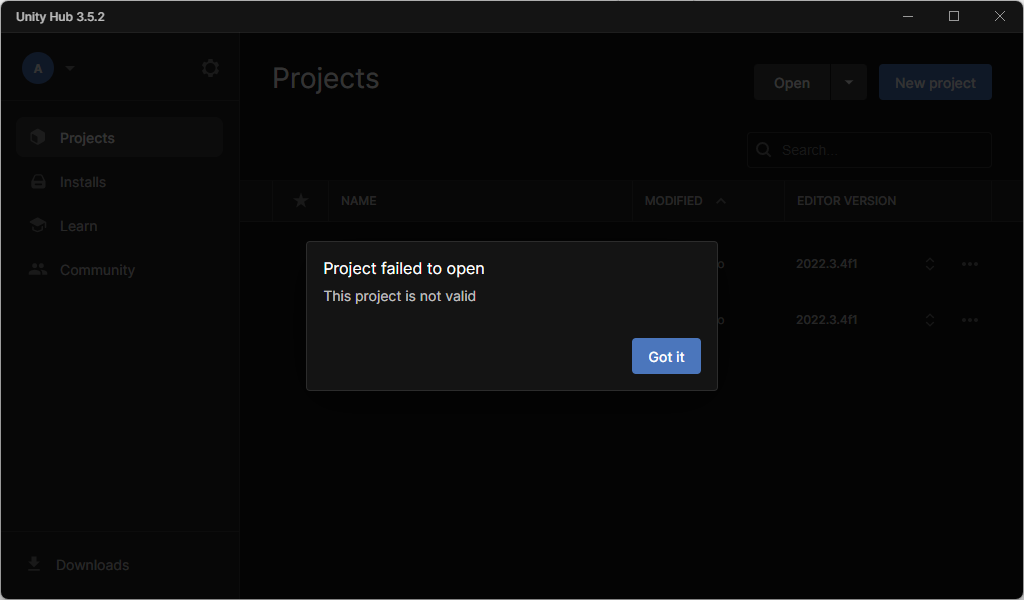 Unity Hub 3.5.2
A
Projects
Installs
Learn
Community
Downloads
Projects
Open
New project
Search...
NAME
MODIFIED
EDITOR VERSION
o
2022.3.4f1
o
2022.3.4f1
Project failed to open
This project is not valid
Got it